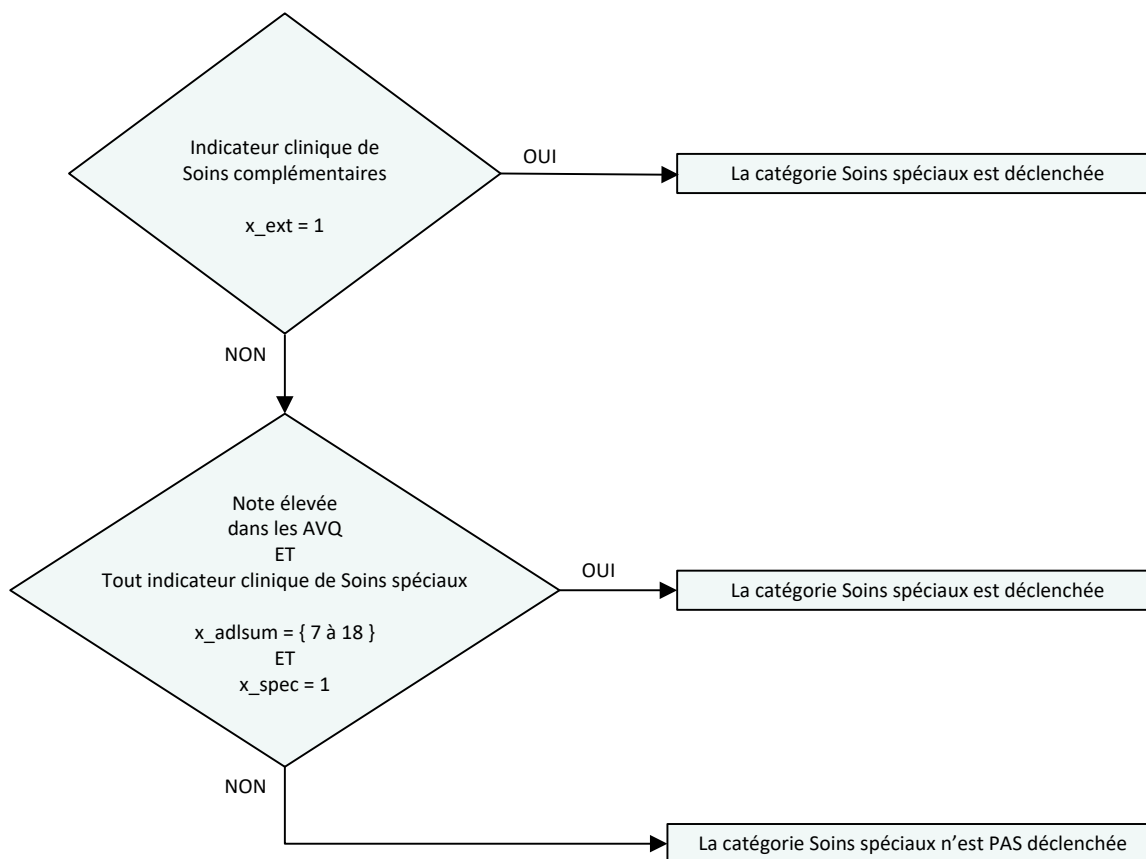 Indicateur clinique de
Soins complémentaires
x_ext = 1
OUI
La catégorie Soins spéciaux est déclenchée
NON
Note élevée
dans les AVQ
ET
Tout indicateur clinique de Soins spéciaux
x_adlsum = { 7 à 18 }
ET
x_spec = 1
OUI
La catégorie Soins spéciaux est déclenchée
NON
La catégorie Soins spéciaux n’est PAS déclenchée